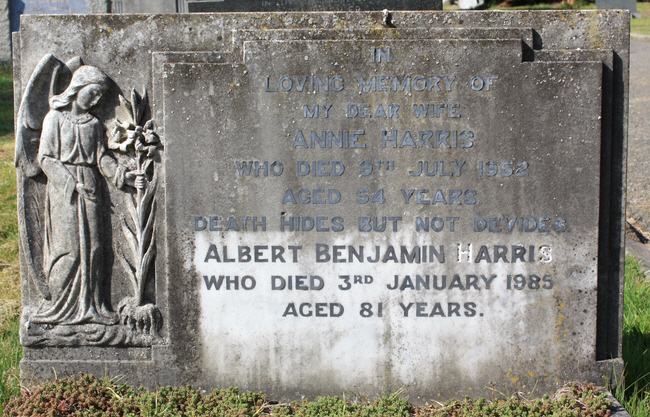 IN
LOVING MEMORY OF
MY DEAR WIFE
ANNIE HARRIS
WHO DIED 9TH JULY 1952
AGED 54 YEARS
DEATH HIDES BUT NOT DEVIDES
ALBERT BENJAMIN HARRIS
WHO DIED 3RD JANUARY 1985
AGED 81 YEARS.